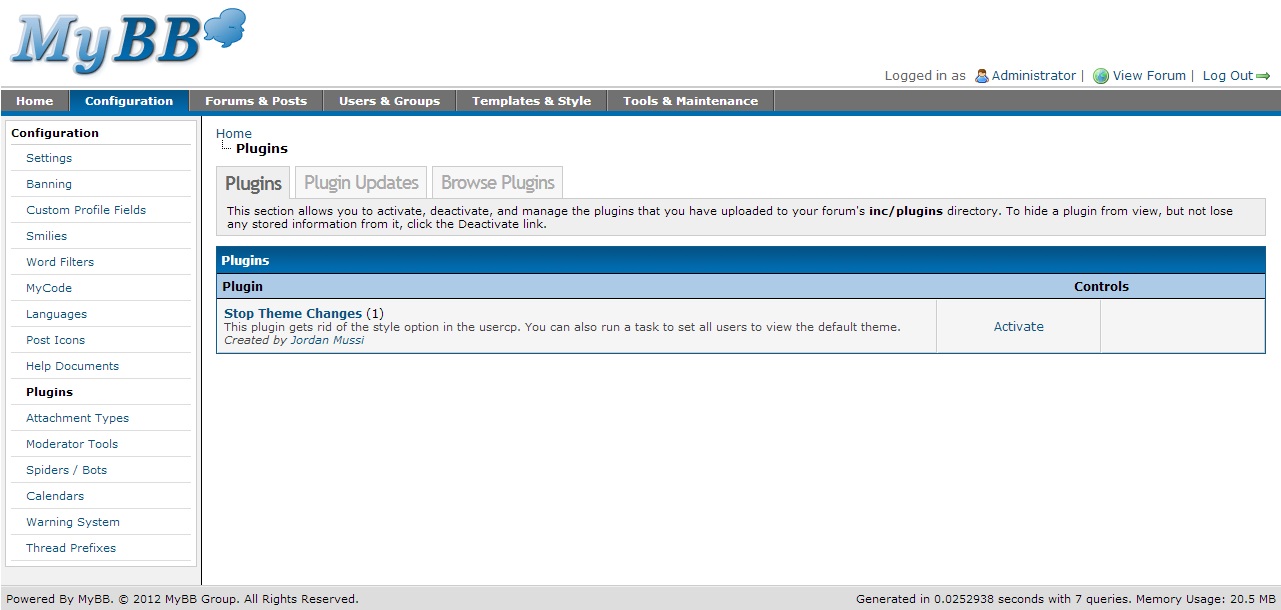 MyBB
Logged in as Administrator | View Forum | Log Out
Home Configuration Forums & Posts Users & Groups Templates & Style Tools & Maintenance
Configuration
Settings
Banning
Custom Profile Fields
Smilies
Word Filters
MyCode
Languages
Post Icons
Help Documents
Plugins
Attachment Types
Moderator Tools
Spiders / Bots
Calendars
Warning System
Thread Prefixes
Home
Plugins
Plugins Plugin Updates Browse Plugins
This section allows you to activate, deactivate, and manage the plugins that you have uploaded to your forum's inc/plugins directory. To hide a plugin from view, but not lose
any stored information from it, click the Deactivate link.
Plugins
Plugin Controls
Stop Theme Changes (1)
This plugin gets rid of the style option in the usercp. You can also run a task to set all users to view the default theme.
Created by Jordan Mussi
Activate
Powered By MyBB. © 2012 MyBB Group. All Rights Reserved.
Generated in 0.0252938 seconds with 7 queries. Memory Usage: 20.5 MB